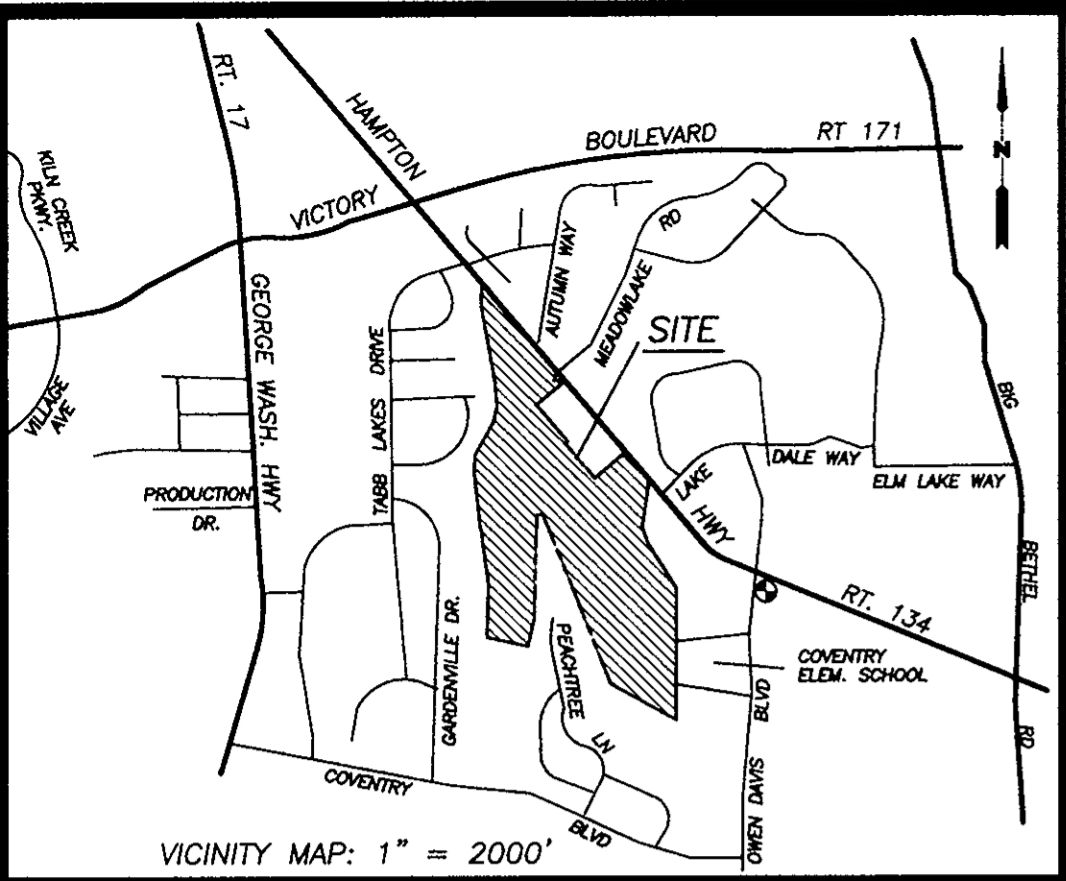 RT. 17
HAMPTON
BOULEVARD
RT 171
N
KILN CREEK
PKWY.
VICTORY
RD
AUTUMN WAY
MEADOWLAKE
SITE
GEORGE WASH. HWY
TABB LAKES DRIVE
VILLAGE
AVE
BIG
DALE WAY
LAKE
ELM LAKE WAY
PRODUCTION
DR.
HWY
BETHEL
RT. 134
GARDENVILLE DR.
PEACHTREE
COVENTRY
ELEM. SCHOOL
BLVD
LN
RD
COVENTRY
BLVD
OWEN DAVIS
VICINITY MAP: 1" = 2000'